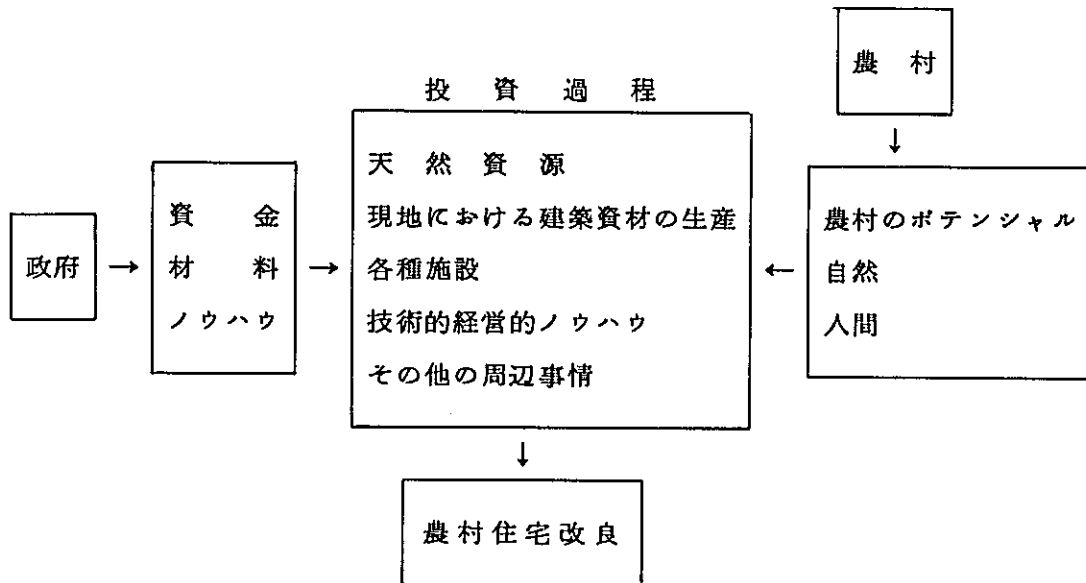 農村
投資過程
天然資源
現地における建築資材の生産
各種施設
技術的経営的ノウハウ
その他の周辺事情
政府
資金
材料
ノウハウ
農村のポテンシャル
自然
人間
農村住宅改良